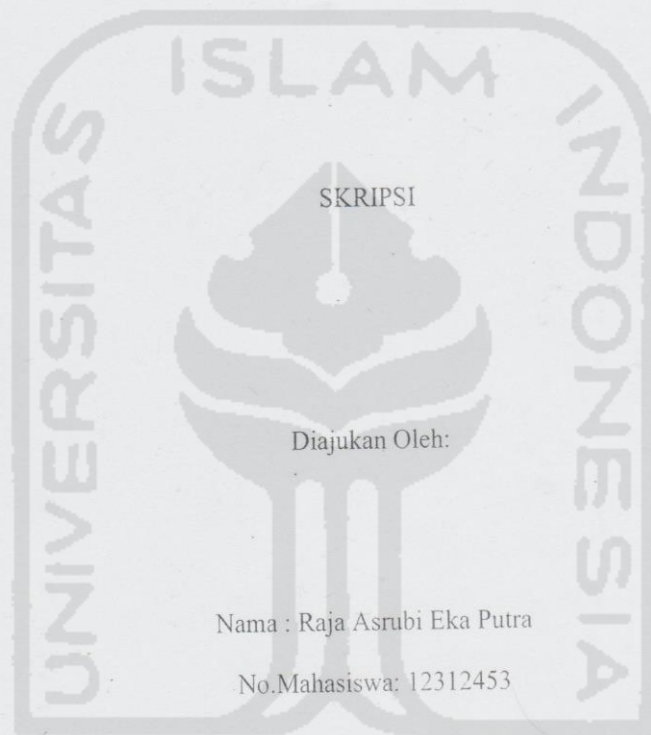 UNIVERSITAS
ISLAM
INDONESIA
SKRIPSI
Diajukan Oleh:
Nama : Raja Asrubi Eka Putra
No.Mahasiswa: 12312453